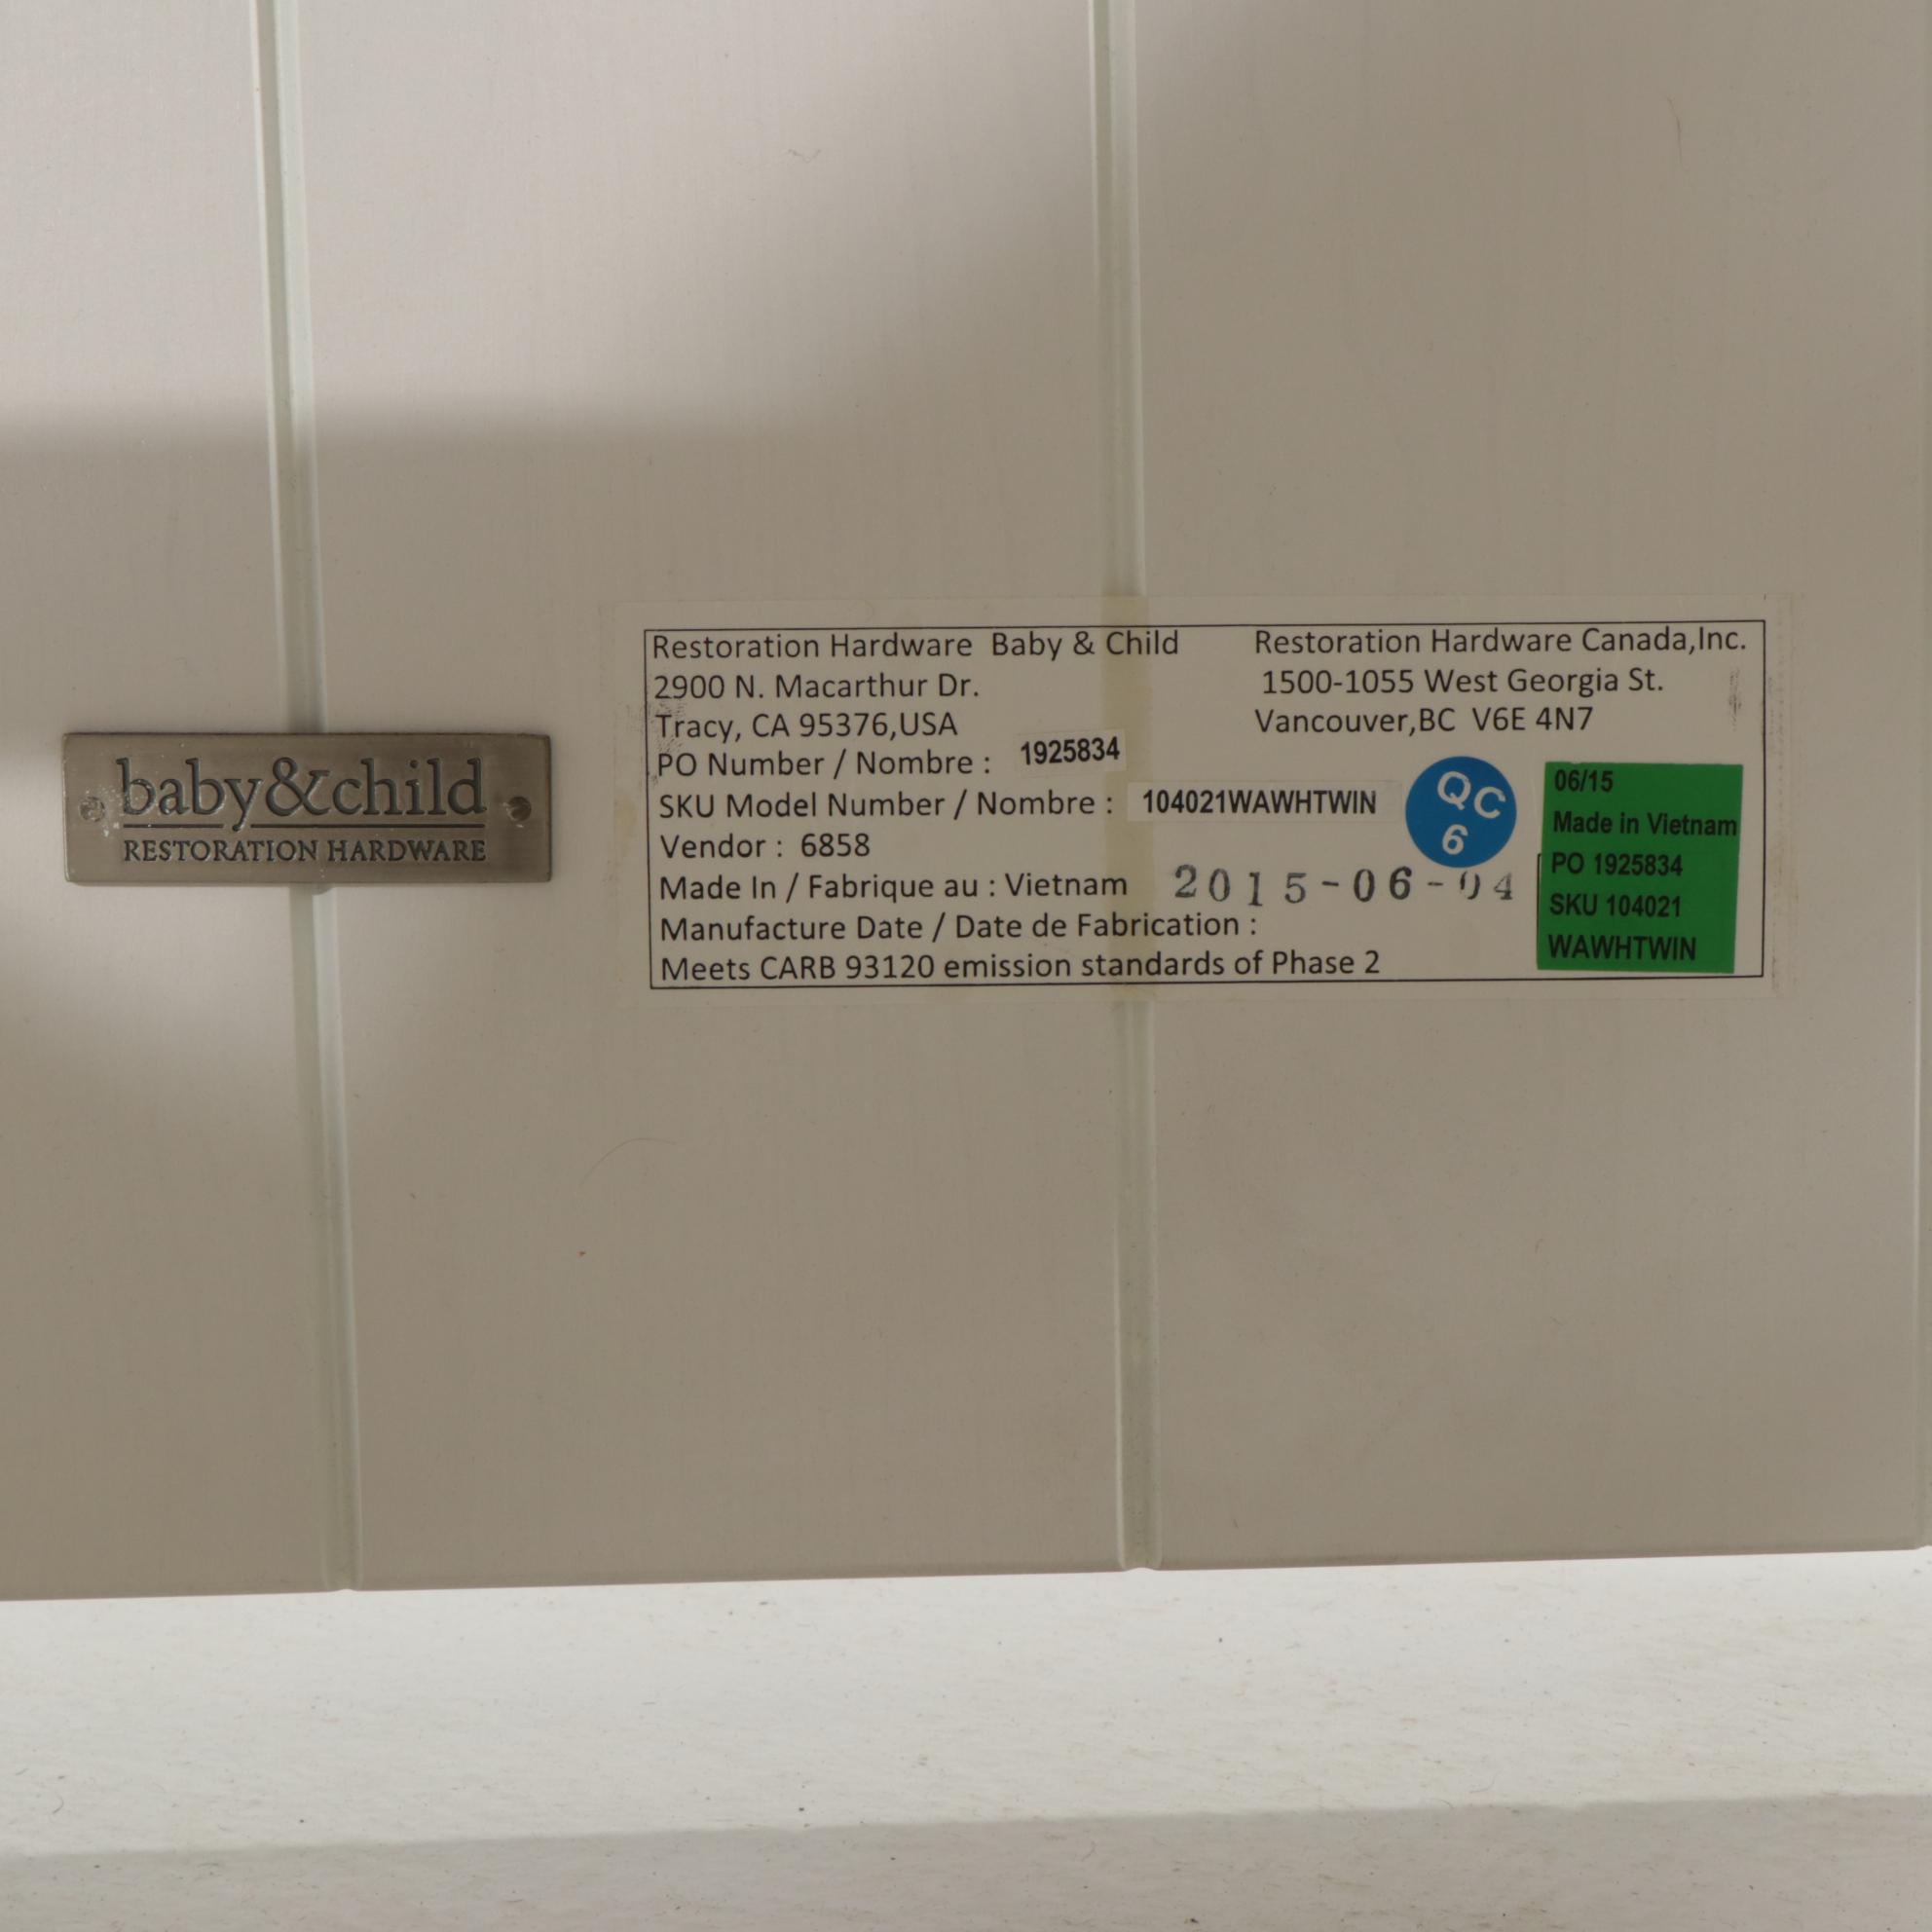 baby&child
RESTORATION HARDWARE
Restoration Hardware Baby & Child
2900 N. Macarthur Dr.
Tracy, CA 95376,USA
Restoration Hardware Canada,Inc.
1500-1055 West Georgia St.
Vancouver,BC V6E 4N7
PO Number / Nombre : 1925834
SKU Model Number / Nombre : 104021WAWHTWIN
Vendor : 6858
Made In / Fabrique au : Vietnam
2015-06-04
Manufacture Date / Date de Fabrication :
Meets CARB 93120 emission standards of Phase 2
QC
6
06/15
Made in Vietnam
PO 1925834
SKU 104021
WAWHTWIN